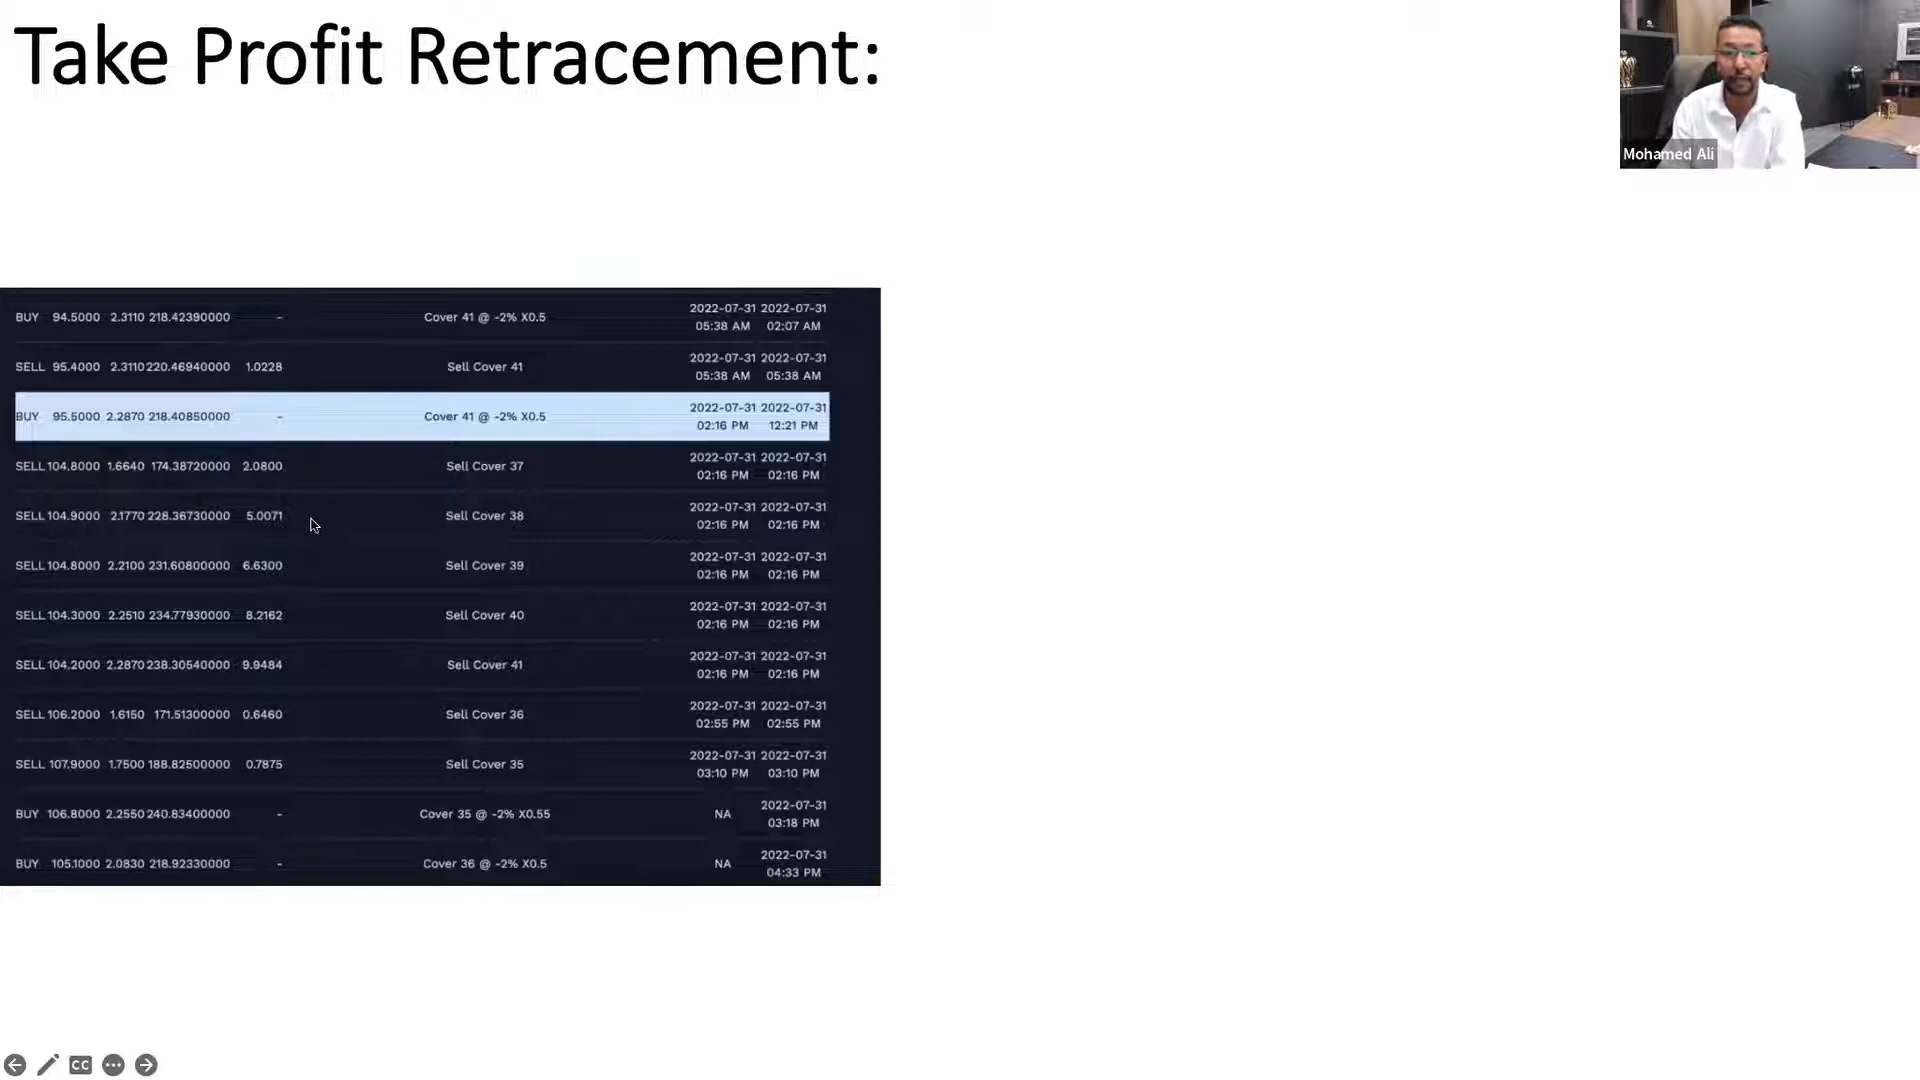 Take Profit Retracement:
Mohamed Ali
BUY 94.5000 2.3110 218.42390000 - Cover 41 @ -2% X0.5 2022-07-31 05:38 AM 2022-07-31 02:07 AM
SELL 95.4000 2.3110 220.46940000 1.0228 Sell Cover 41 2022-07-31 05:38 AM 2022-07-31 05:38 AM
BUY 95.5000 2.2870 218.40850000 - Cover 41 @ -2% X0.5 2022-07-31 02:16 PM 2022-07-31 12:21 PM
SELL 104.8000 1.6640 174.38720000 2.0800 Sell Cover 37 2022-07-31 02:16 PM 2022-07-31 02:16 PM
SELL 104.9000 2.1770 228.36730000 5.0071 Sell Cover 38 2022-07-31 02:16 PM 2022-07-31 02:16 PM
SELL 104.8000 2.2100 231.60800000 6.6300 Sell Cover 39 2022-07-31 02:16 PM 2022-07-31 02:16 PM
SELL 104.3000 2.2510 234.77930000 8.2162 Sell Cover 40 2022-07-31 02:16 PM 2022-07-31 02:16 PM
SELL 104.2000 2.2870 238.30540000 9.9484 Sell Cover 41 2022-07-31 02:16 PM 2022-07-31 02:16 PM
SELL 106.2000 1.6150 171.51300000 0.6460 Sell Cover 36 2022-07-31 02:55 PM 2022-07-31 02:55 PM
SELL 107.9000 1.7500 188.82500000 0.7875 Sell Cover 35 2022-07-31 03:10 PM 2022-07-31 03:10 PM
BUY 106.8000 2.2550 240.83400000 - Cover 35 @ -2% X0.55 NA 2022-07-31 03:18 PM
BUY 105.1000 2.0830 218.92330000 - Cover 36 @ -2% X0.5 NA 2022-07-31 04:33 PM
CC